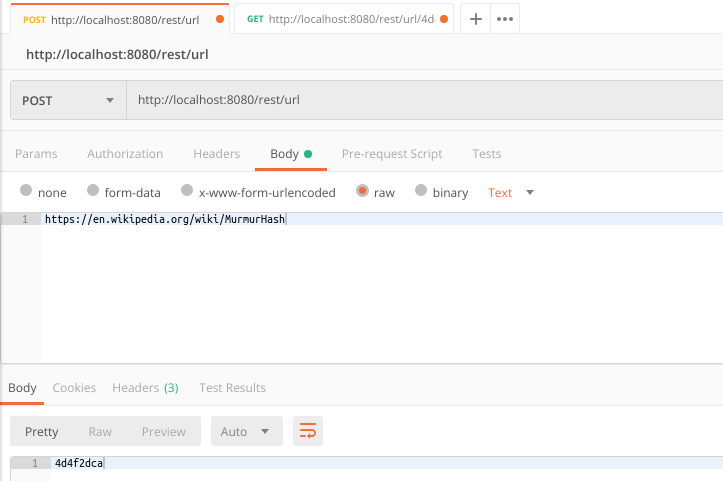 POST http://localhost:8080/rest/url GET http://localhost:8080/rest/url/4d
http://localhost:8080/rest/url
POST http://localhost:8080/rest/url
Params Authorization Headers Body Pre-request Script Tests
none form-data x-www-form-urlencoded raw binary Text
1 https://en.wikipedia.org/wiki/MurmurHash
Body Cookies Headers (3) Test Results
Pretty Raw Preview Auto
1 4d4f2dca